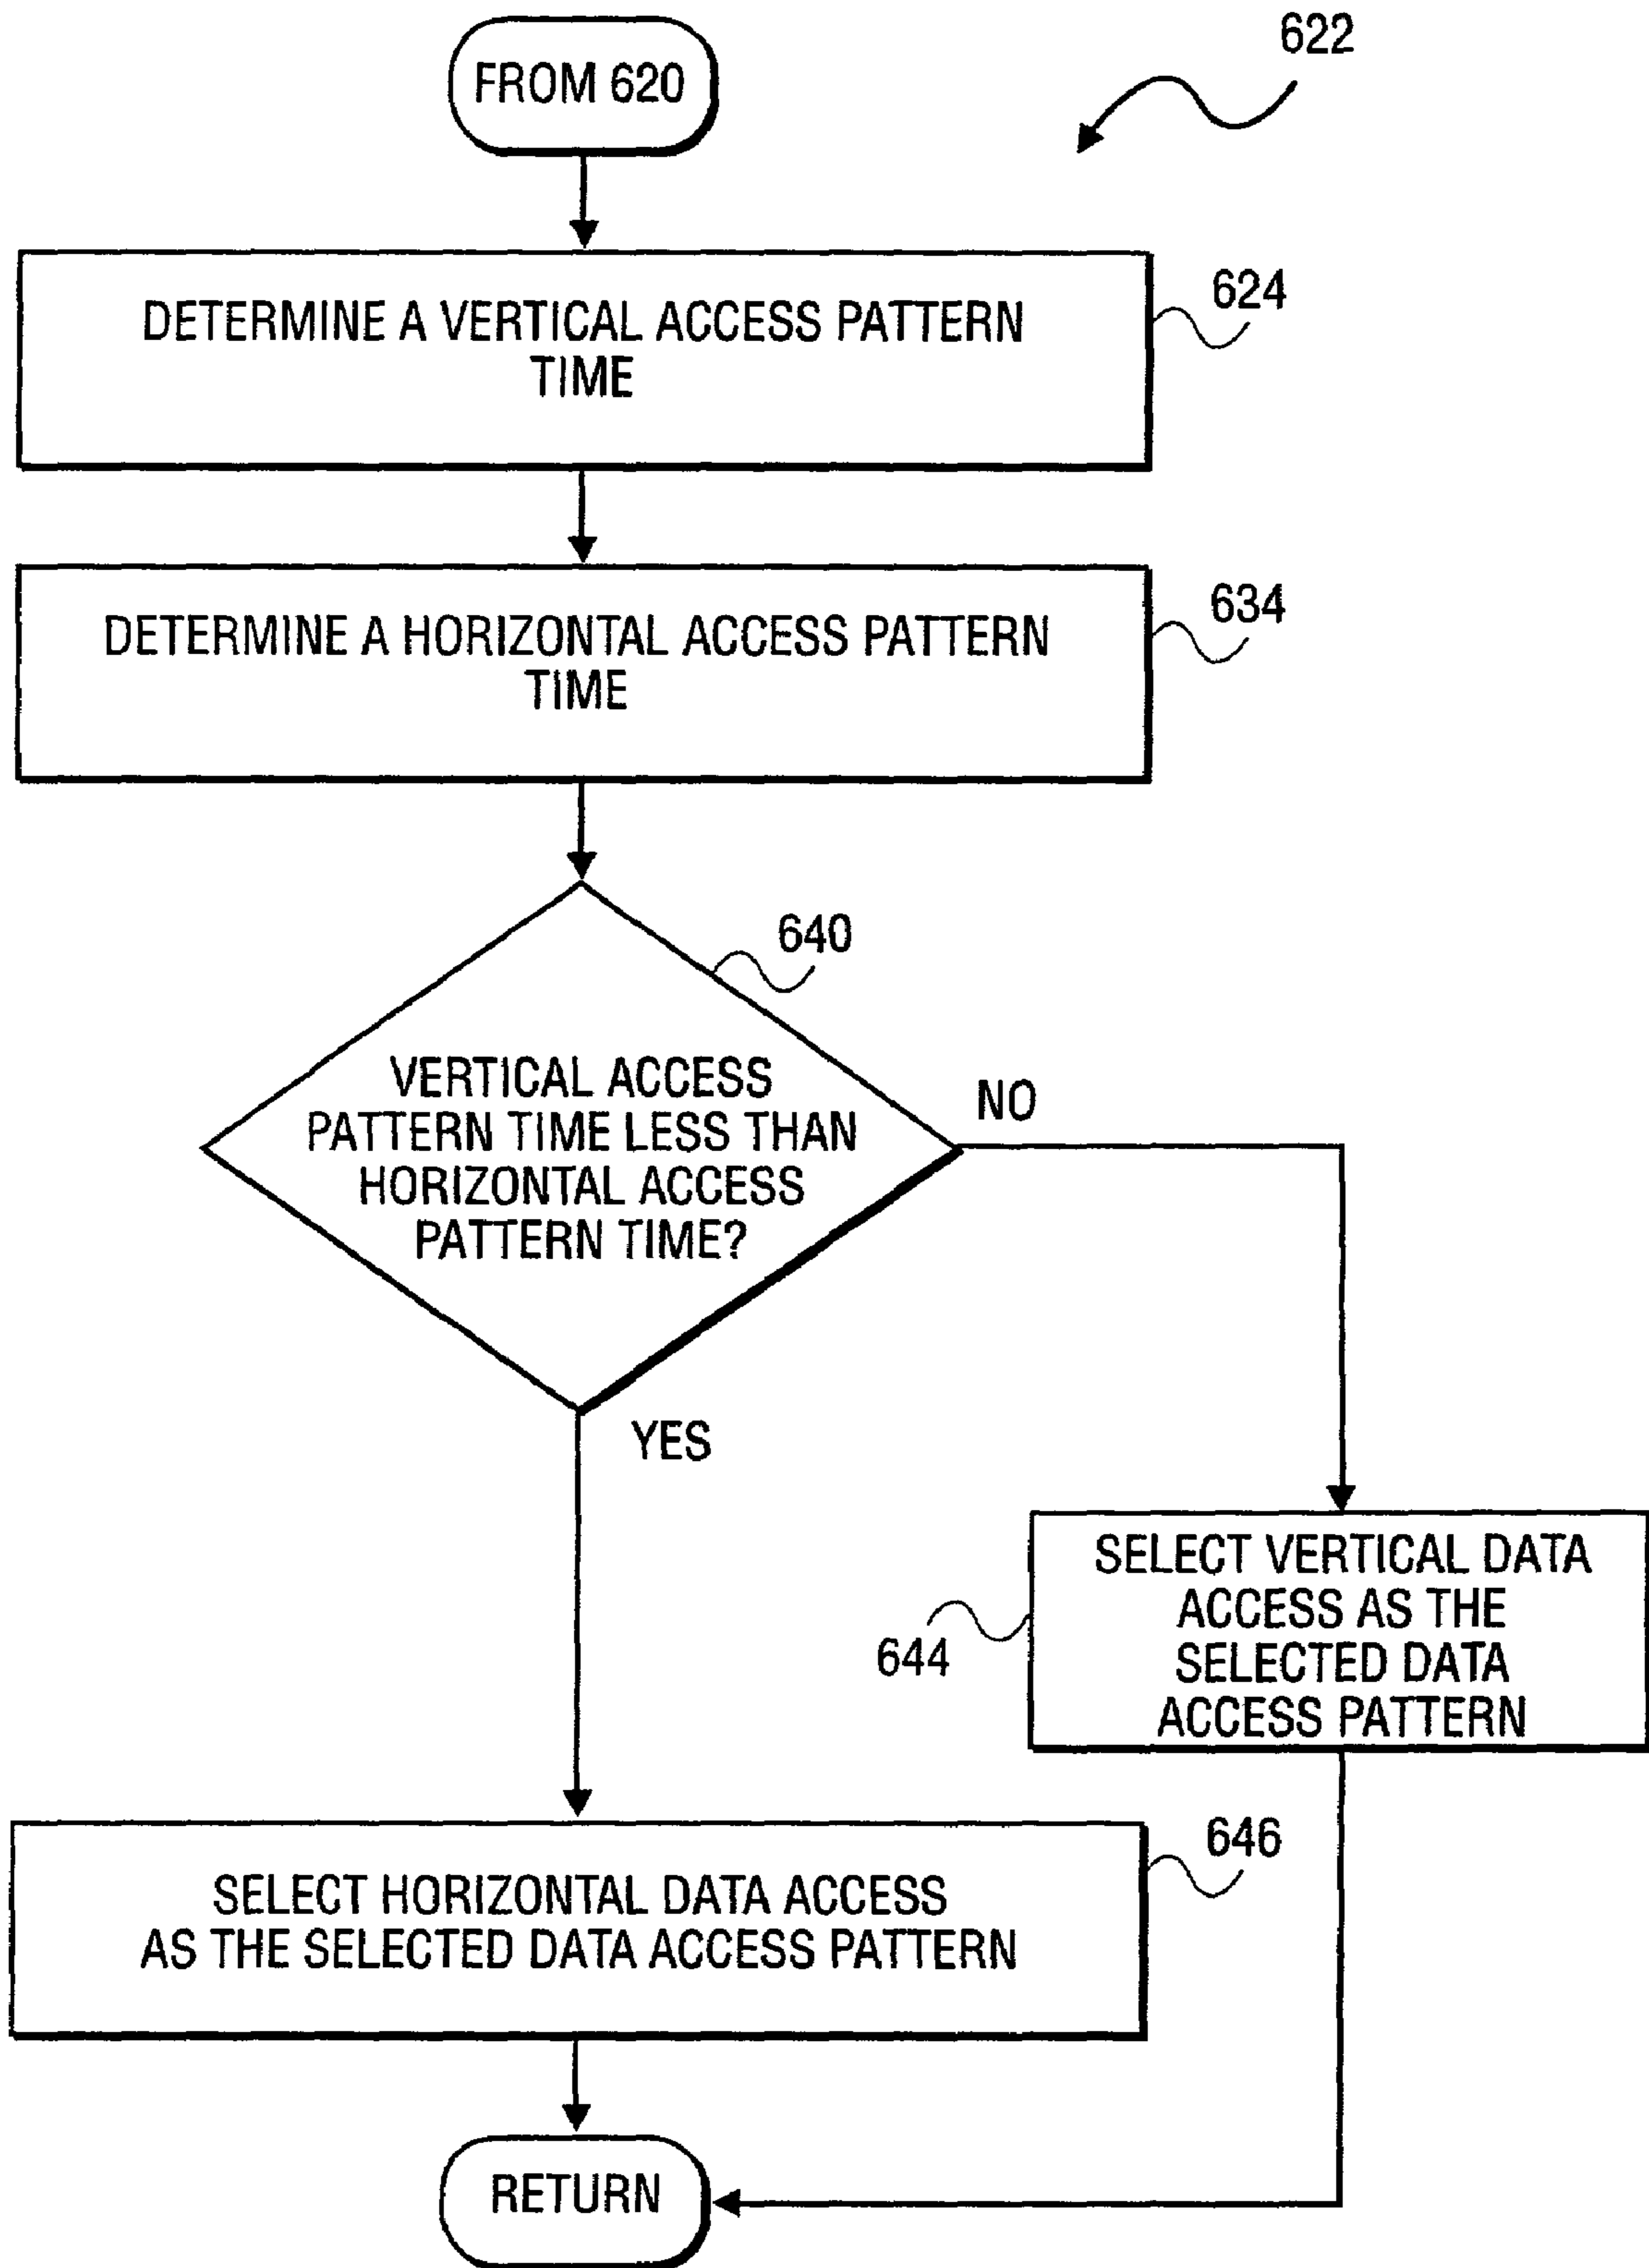 FROM 620
622
DETERMINE A VERTICAL ACCESS PATTERN
TIME
624
DETERMINE A HORIZONTAL ACCESS PATTERN
TIME
634
640
VERTICAL ACCESS
PATTERN TIME LESS THAN
HORIZONTAL ACCESS
PATTERN TIME?
NO
YES
SELECT VERTICAL DATA
ACCESS AS THE
SELECTED DATA
ACCESS PATTERN
644
646
SELECT HORIZONTAL DATA ACCESS
AS THE SELECTED DATA ACCESS PATTERN
RETURN